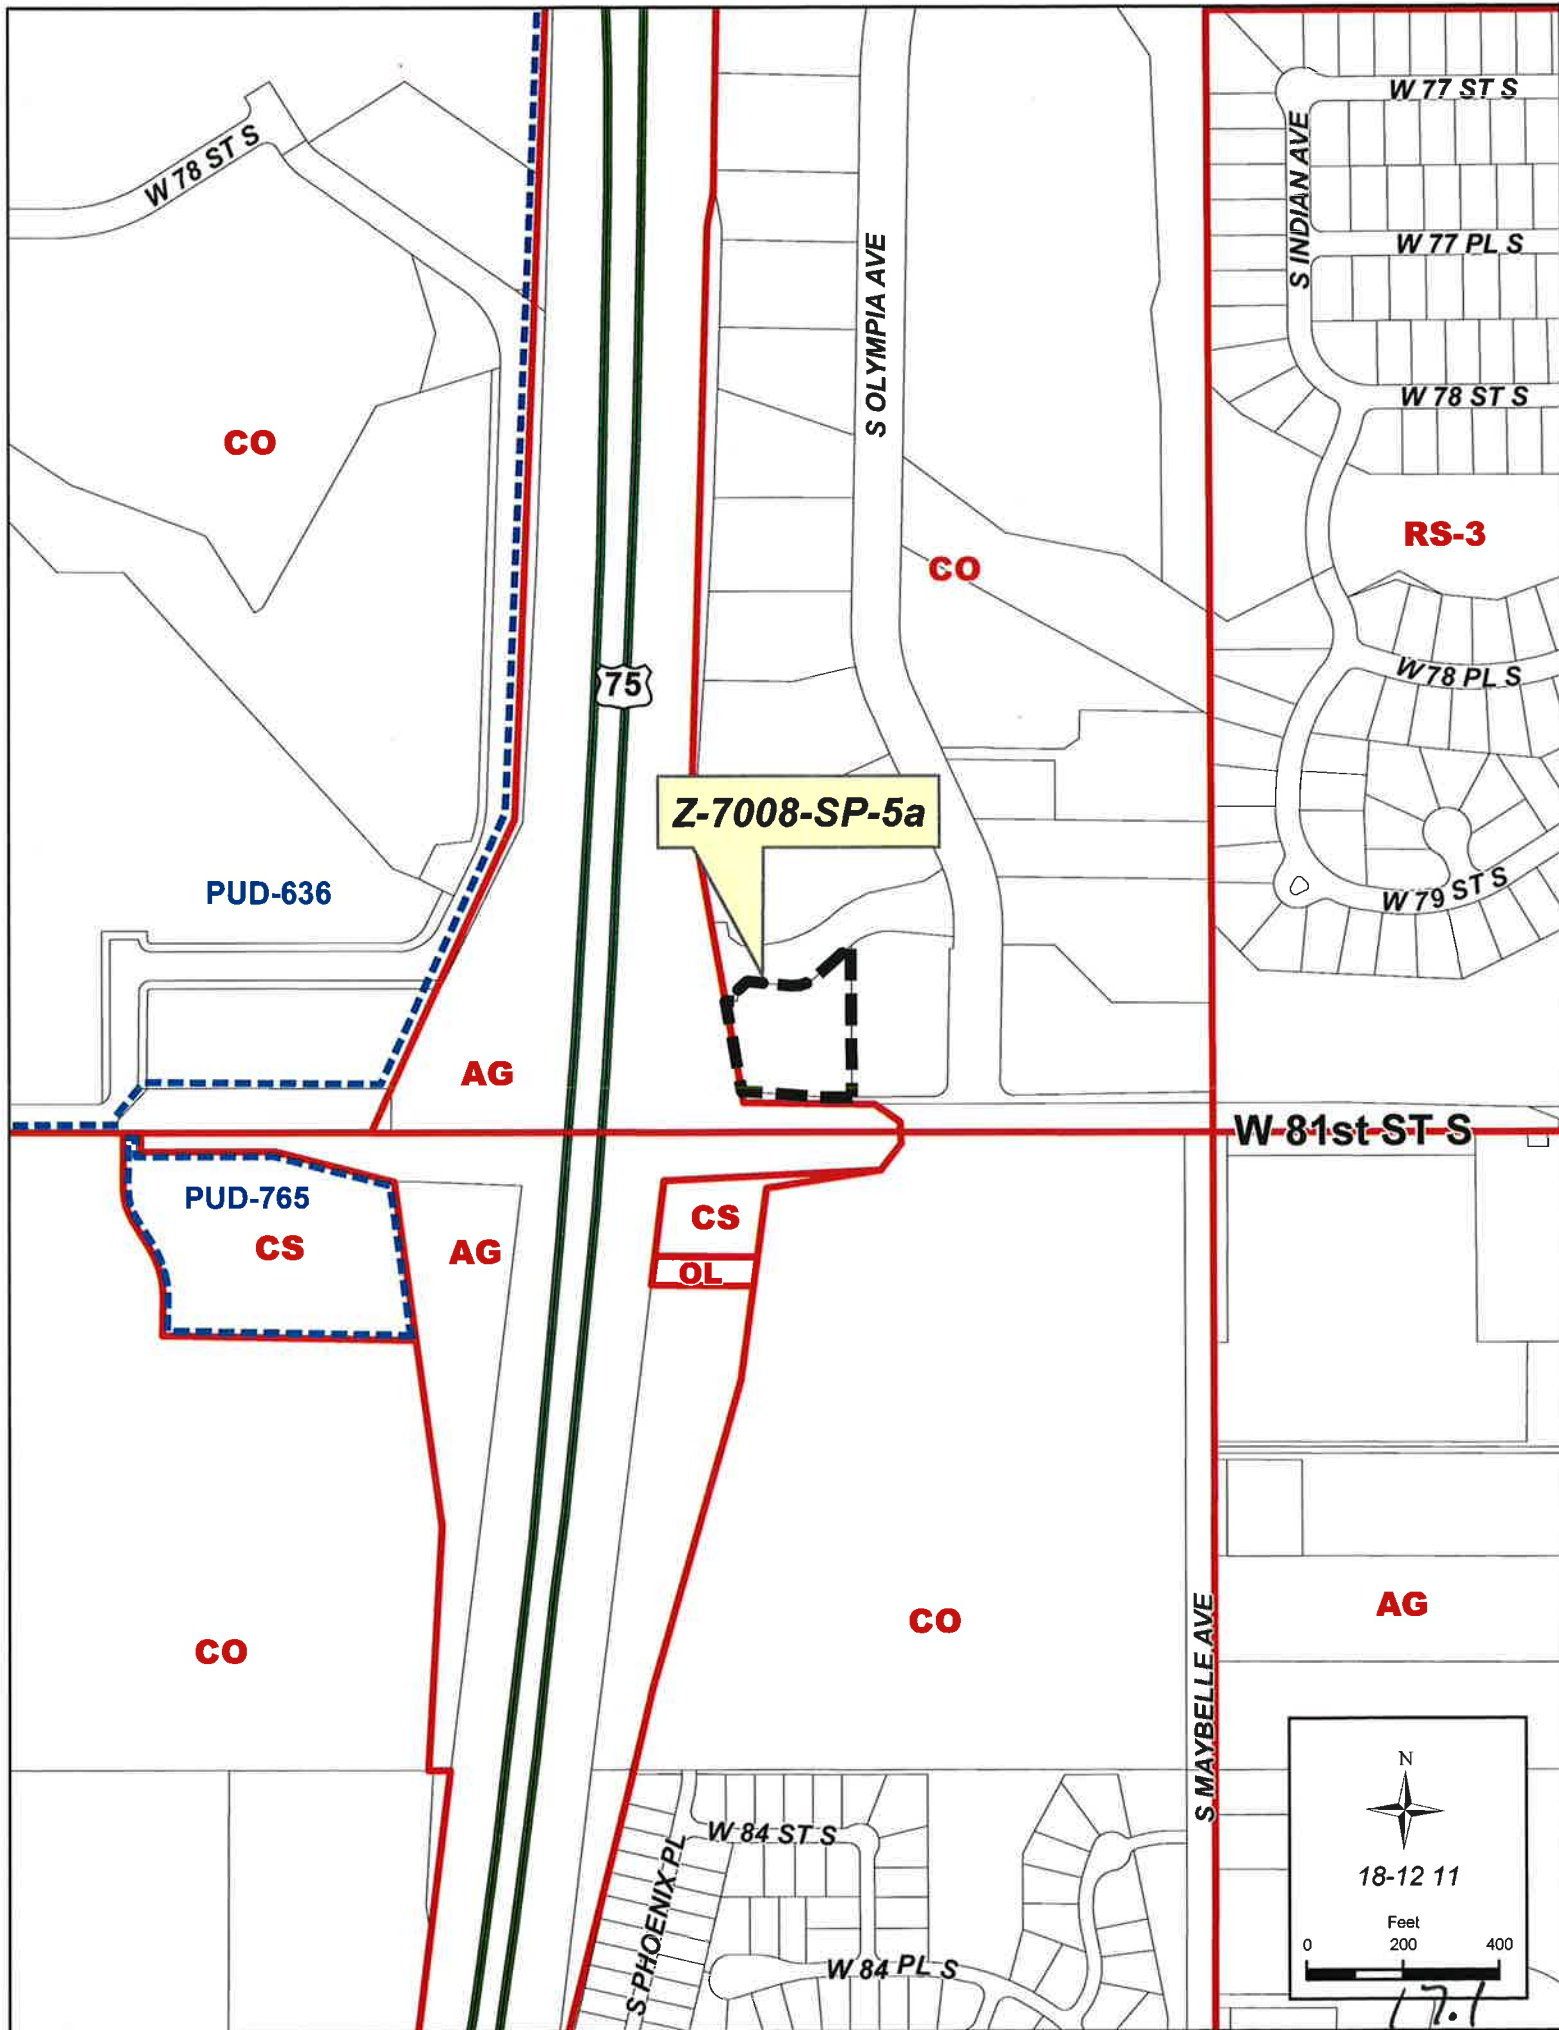 W 77 ST S
W 78 ST S
S INDIAN AVE
W 77 PL S
S OLYMPIA AVE
W 78 ST S
CO
RS-3
CO
W 78 PL S
75
Z-7008-SP-5a
PUD-636
W 79 ST S
AG
W 81st ST S
PUD-765
CS
CS
AG
OL
AG
CO
CO
S MAYBELLE AVE
N
W 84 ST S
S PHOENIX PL
18-12 11
Feet
0 200 400
W 84 PL S
17.1